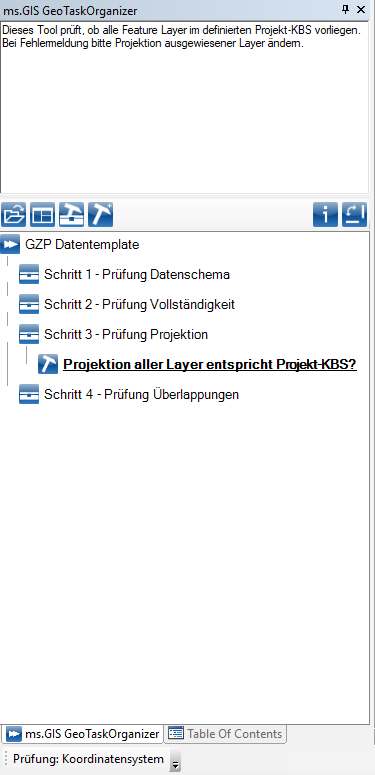 ms.GIS GeoTaskOrganizer
Dieses Tool prüft, ob alle Feature Layer im definierten Projekt-KBS vorliegen.
Bei Fehlermeldung bitte Projektion ausgewiesener Layer ändern.
GZP Datentemplate
Schritt 1 - Prüfung Datenschema
Schritt 2 - Prüfung Vollständigkeit
Schritt 3 - Prüfung Projektion
Projektion aller Layer entspricht Projekt-KBS?
Schritt 4 - Prüfung Überlappungen
ms.GIS GeoTaskOrganizer Table Of Contents
Prüfung: Koordinatensystem